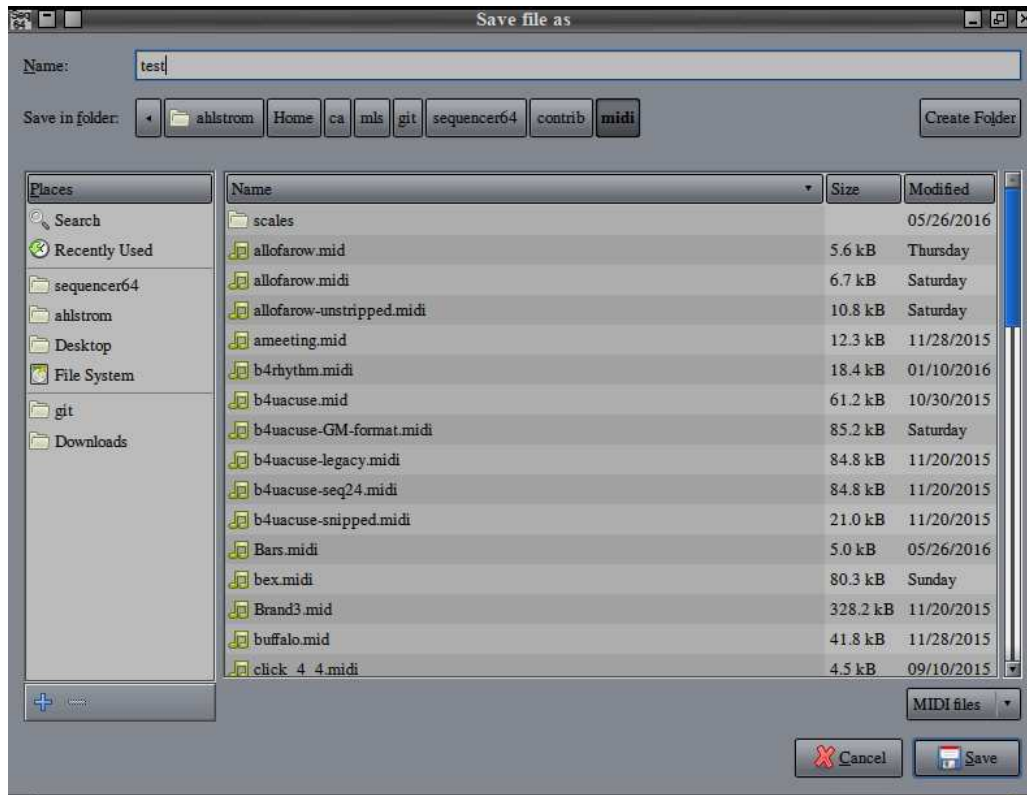 Seq
64
Save file as
Name:
test
Save in folder:
ahlstrom
Home
ca
mls
git
sequencer64
contrib
midi
Create Folder
Places
Search
Recently Used
sequencer64
ahlstrom
Desktop
File System
git
Downloads
Name Size Modified
scales 05/26/2016
allofarow.mid 5.6 kB Thursday
allofarow.midi 6.7 kB Saturday
allofarow-unstripped.midi 10.8 kB Saturday
ameeting.mid 12.3 kB 11/28/2015
b4rhythm.midi 18.4 kB 01/10/2016
b4uacuse.mid 61.2 kB 10/30/2015
b4uacuse-GM-format.midi 85.2 kB Saturday
b4uacuse-legacy.midi 84.8 kB 11/20/2015
b4uacuse-seq24.midi 84.8 kB 11/20/2015
b4uacuse-snipped.midi 21.0 kB 11/20/2015
Bars.midi 5.0 kB 05/26/2016
bex.midi 80.3 kB Sunday
Brand3.mid 328.2 kB 11/20/2015
buffalo.mid 41.8 kB 11/28/2015
click_4_4.midi 4.5 kB 09/10/2015
MIDI files
Cancel
Save